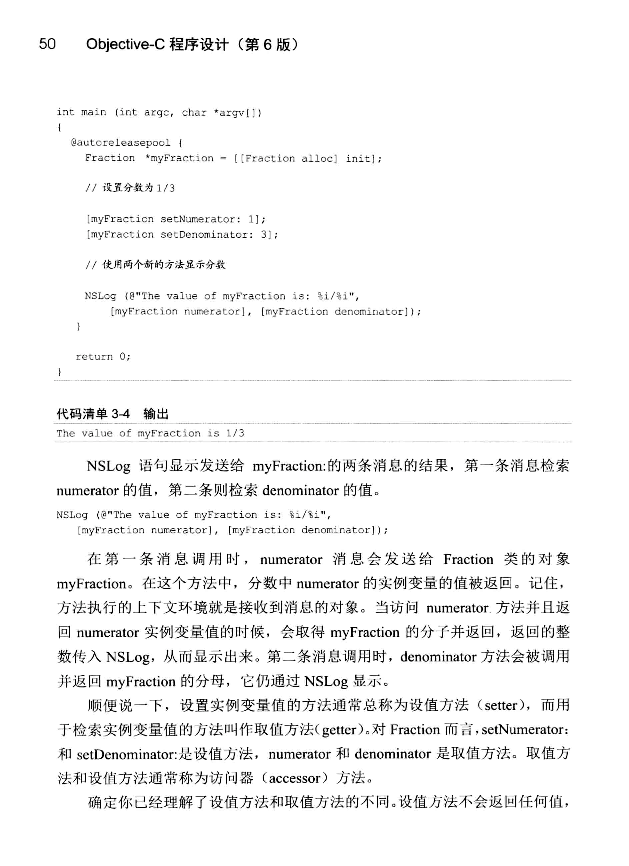 50 Objective-C 程序设计（第 6 版）
int main (int argc, char *argv[])
{
@autoreleasepool {
Fraction *myFraction = [[Fraction alloc] init];
// 设置分数为 1/3
[myFraction setNumerator: 1];
[myFraction setDenominator: 3];
// 使用两个新的方法显示分数
NSLog (@"The value of myFraction is: %i/%i",
[myFraction numerator], [myFraction denominator]);
}
return 0;
}
代码清单 3-4 输出
The value of myFraction is 1/3
NSLog 语句显示发送给 myFraction:的两条消息的结果，第一条消息检索
numerator 的值，第二条则检索 denominator 的值。
NSLog (@"The value of myFraction is: %i/%i",
[myFraction numerator], [myFraction denominator]);
在第一条消息调用时，numerator 消息会发送给 Fraction 类的对象
myFraction。在这个方法中，分数中 numerator 的实例变量的值被返回。记住，
方法执行的上下文环境就是接收到消息的对象。当访问 numerator 方法并且返
回 numerator 实例变量值的时候，会取得 myFraction 的分子并返回，返回的整
数传入 NSLog，从而显示出来。第二条消息调用时，denominator 方法会被调用
并返回 myFraction 的分母，它仍通过 NSLog 显示。
顺便说一下，设置实例变量值的方法通常总称为设值方法（setter），而用
于检索实例变量值的方法叫作取值方法（getter）。对 Fraction 而言，setNumerator:
和 setDenominator:是设值方法，numerator 和 denominator 是取值方法。取值方
法和设值方法通常称为访问器（accessor）方法。
确定你已经理解了设值方法和取值方法的不同。设值方法不会返回任何值，